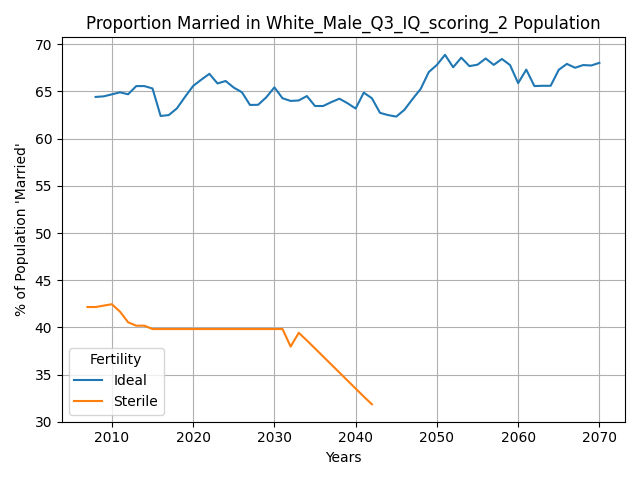 Proportion Married in White_Male_Q3_IQ_scoring_2 Population
% of Population 'Married'
70
65
60
55
50
45
40
35
30
Fertility
Ideal
Sterile
2010 2020 2030 2040 2050 2060 2070
Years